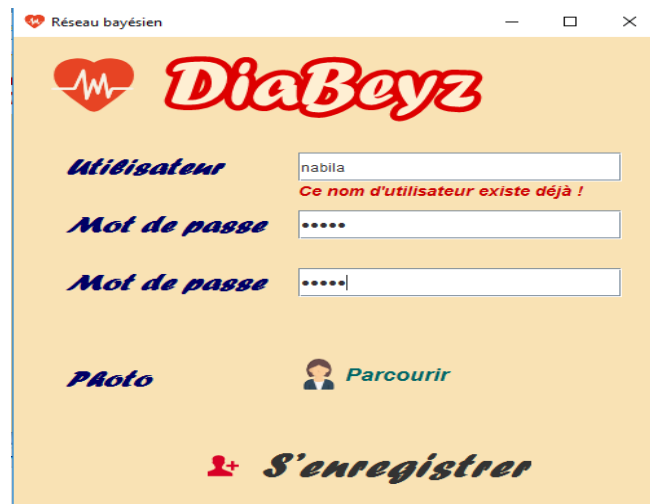 Réseau bayésien
DiaBeyz
Utilisateur nabila
Ce nom d'utilisateur existe déjà !
Mot de passe •••••
Mot de passe •••••
Photo Parcourir
S'enregistrer